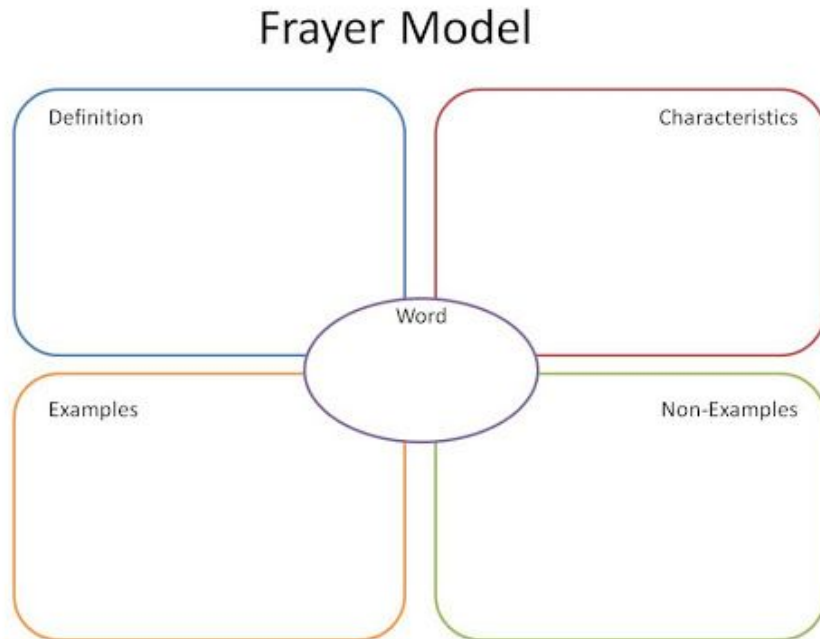 Frayer Model
Definition
Characteristics
Word
Examples
Non-Examples